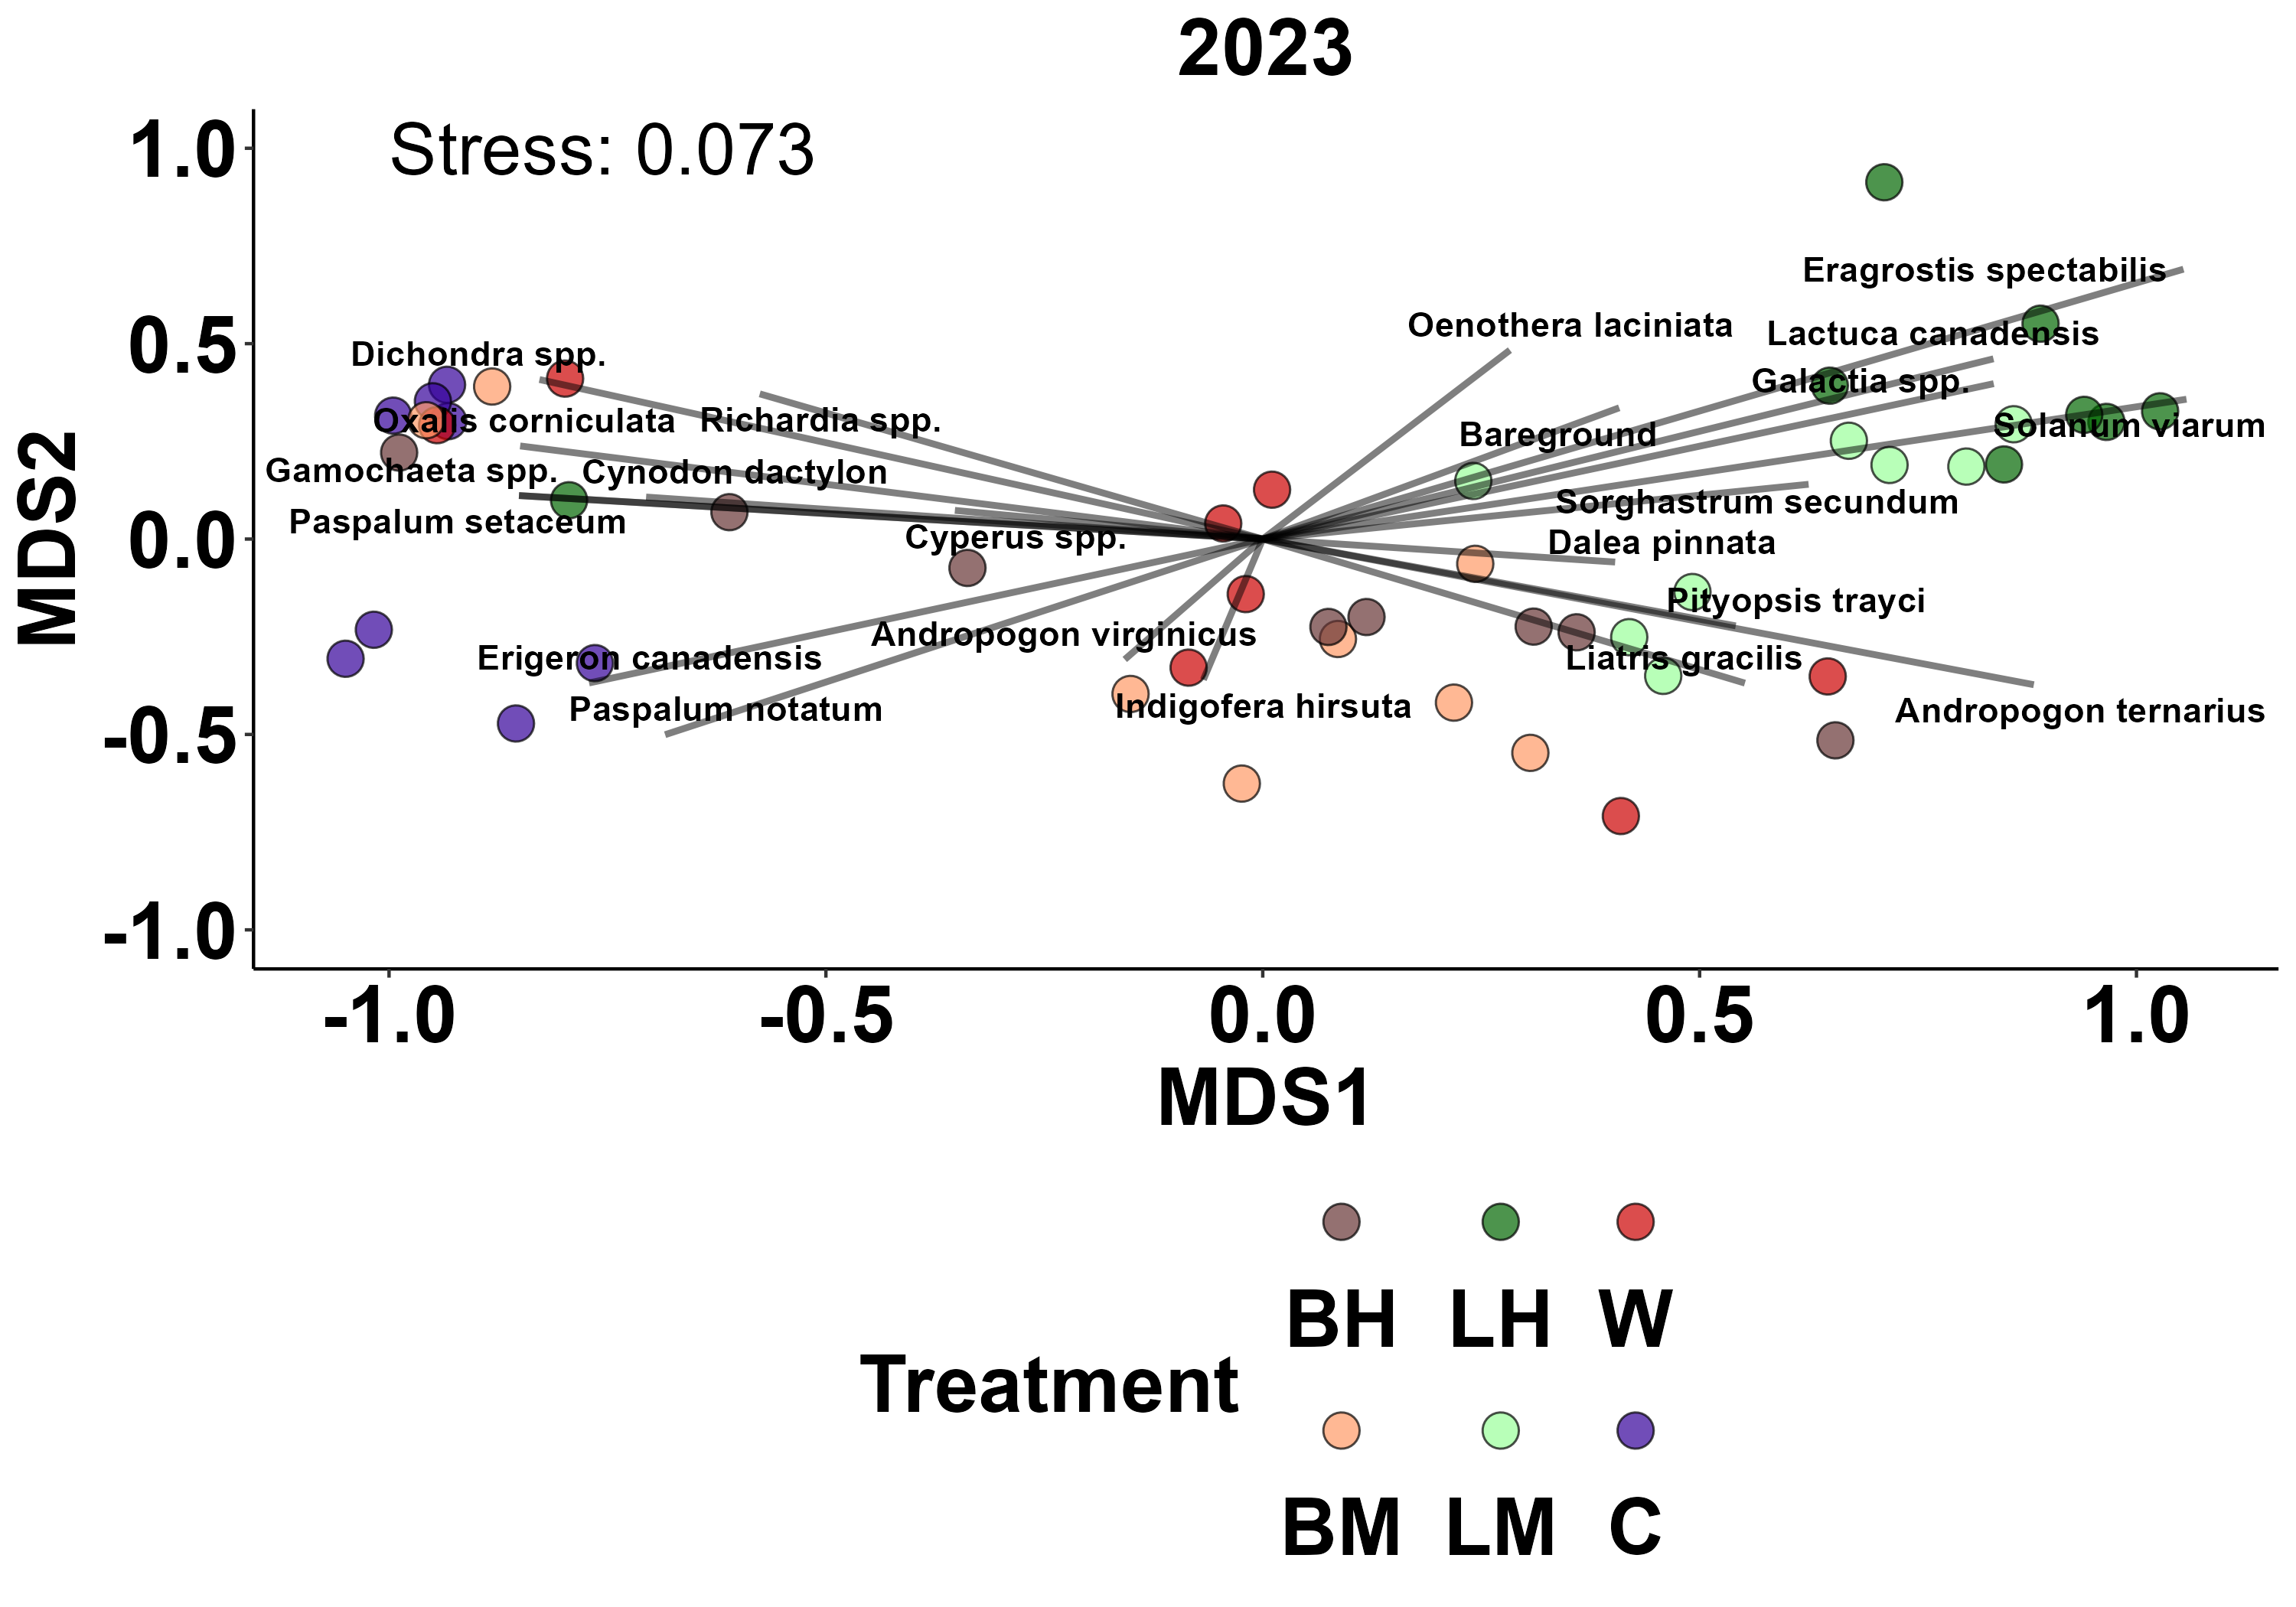 2023
Stress: 0.073
1.0
0.5
0.0
-0.5
-1.0
MDS2
Eragrostis spectabilis
Oenothera laciniata
Lactuca canadensis
Dichondra spp.
Galactia spp.
Oxalis corniculata
Richardia spp.
Bareground
Solanum viarum
Gamochaeta spp.
Cynodon dactylon
Sorghastrum secundum
Paspalum setaceum
Cyperus spp.
Dalea pinnata
Pityopsis trayci
Andropogon virginicus
Erigeron canadensis
Liatris gracilis
Paspalum notatum
Indigofera hirsuta
Andropogon ternarius
-1.0 -0.5 0.0 0.5 1.0
MDS1
Treatment
BH LH W
BM LM C